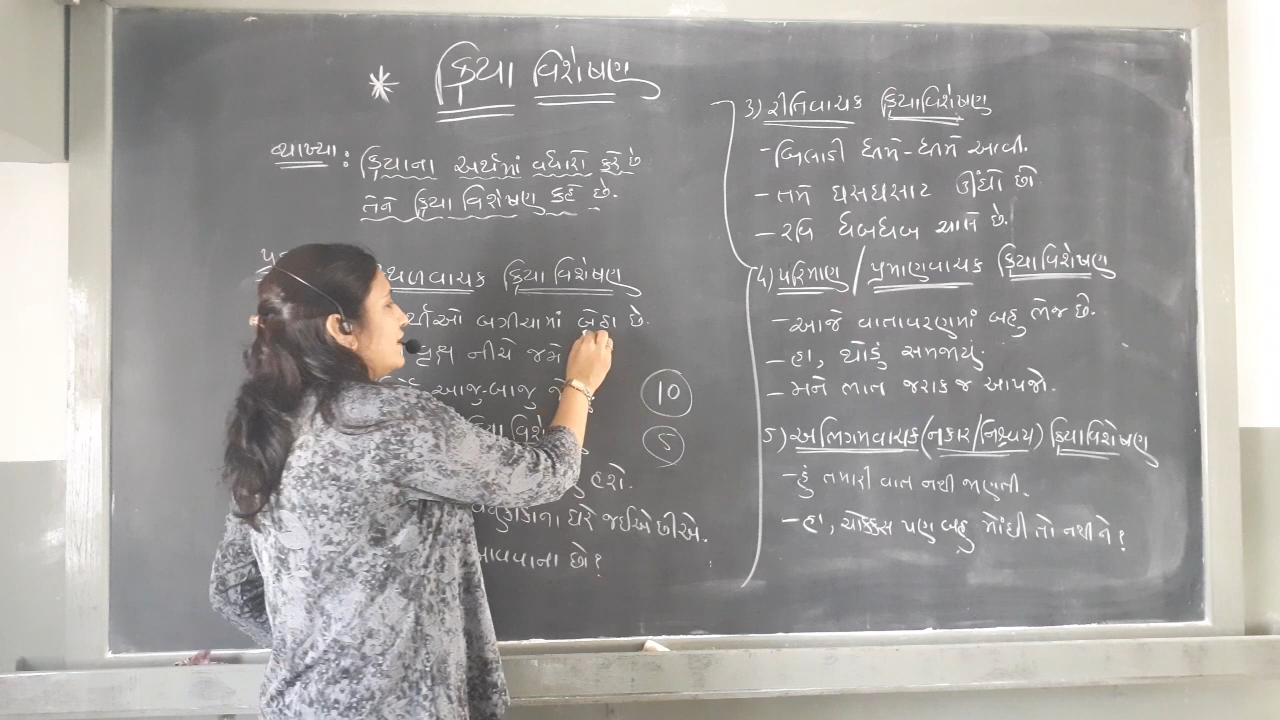 * ક્રિયા વિશેષણ
વ્યાખ્યા : ક્રિયાના અર્થમાં વધારો કરે છે
તેને ક્રિયા વિશેષણ કહે છે.
ક્રિયા વિશેષણ
બગીચામાં બેઠા છે.
નીચે જમે
આજુ-બાજુ
10
5
હશે.
ઘરે જઈએ છીએ.
આવવાના છો?
3) રીતિવાચક ક્રિયાવિશેષણ
- બિલાડી ધીમે-ધીમે આવી.
- તમે ઘસઘસાટ ઊંઘો છો
- રવિ ધબધબ ચાલે છે.
૪) પરિમાણ / પ્રમાણવાચક ક્રિયાવિશેષણ
- આજે વાતાવરણમાં બહુ ભેજ છે.
- હા, થોડું સમજાયું.
- મને ભાત જરાક જ આપજો.
5) અભિગમવાચક (નકાર/નિશ્ચય) ક્રિયાવિશેષણ
- હું તમારી વાત નથી જાણતી.
- હા, ચોક્કસ પણ બહુ મોંઘી તો નથી ને?